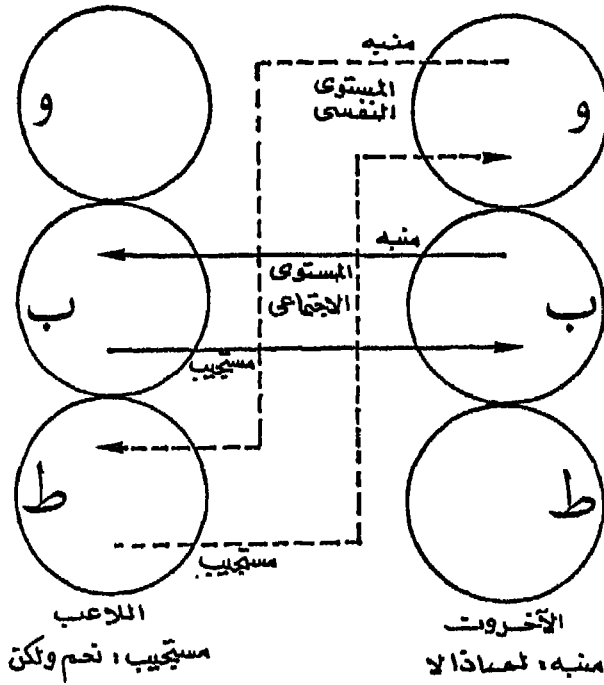 و
منبه
و
المستوى
النفسى
ب
منبه
ب
المستوى
الاجتماعى
مستجيب
ط
ط
مستجيب
الآخرون
اللاعب
منبه : لماذا لا
مستجيب : نعم ولكن